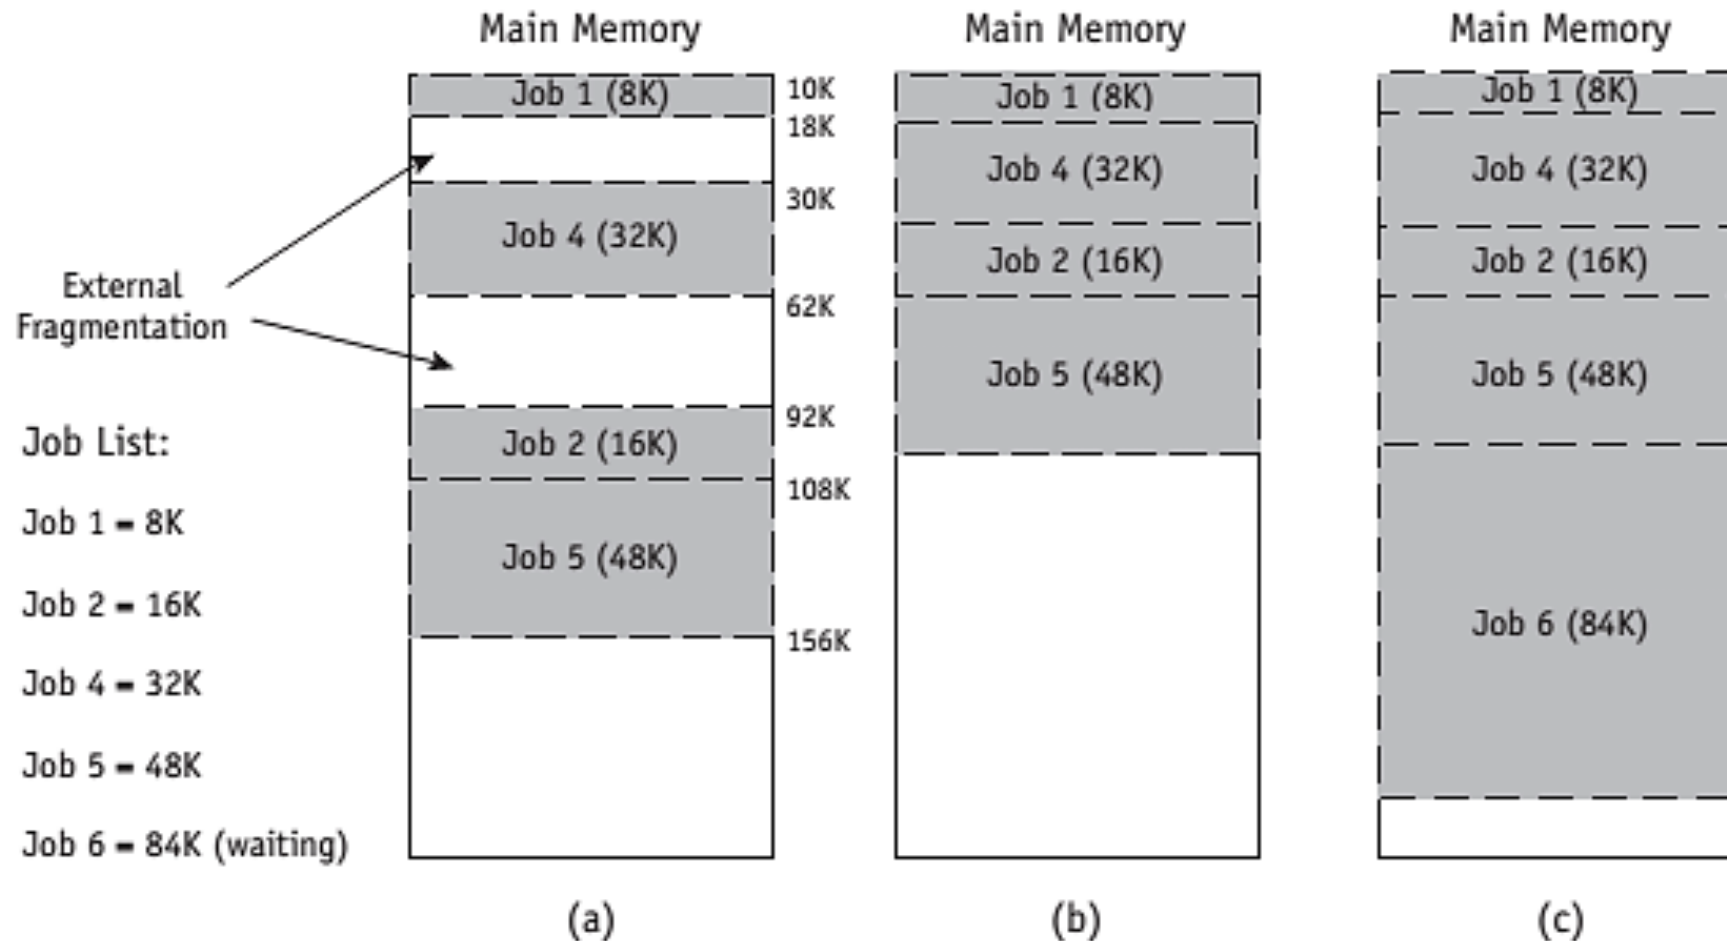 Main Memory
Job 1 (8K)
10K
18K
30K
Job 4 (32K)
External
Fragmentation
62K
92K
Job 2 (16K)
108K
Job 5 (48K)
156K
Job List:
Job 1 = 8K
Job 2 = 16K
Job 4 = 32K
Job 5 = 48K
Job 6 = 84K (waiting)
(a)
Main Memory
Job 1 (8K)
Job 4 (32K)
Job 2 (16K)
Job 5 (48K)
(b)
Main Memory
Job 1 (8K)
Job 4 (32K)
Job 2 (16K)
Job 5 (48K)
Job 6 (84K)
(c)